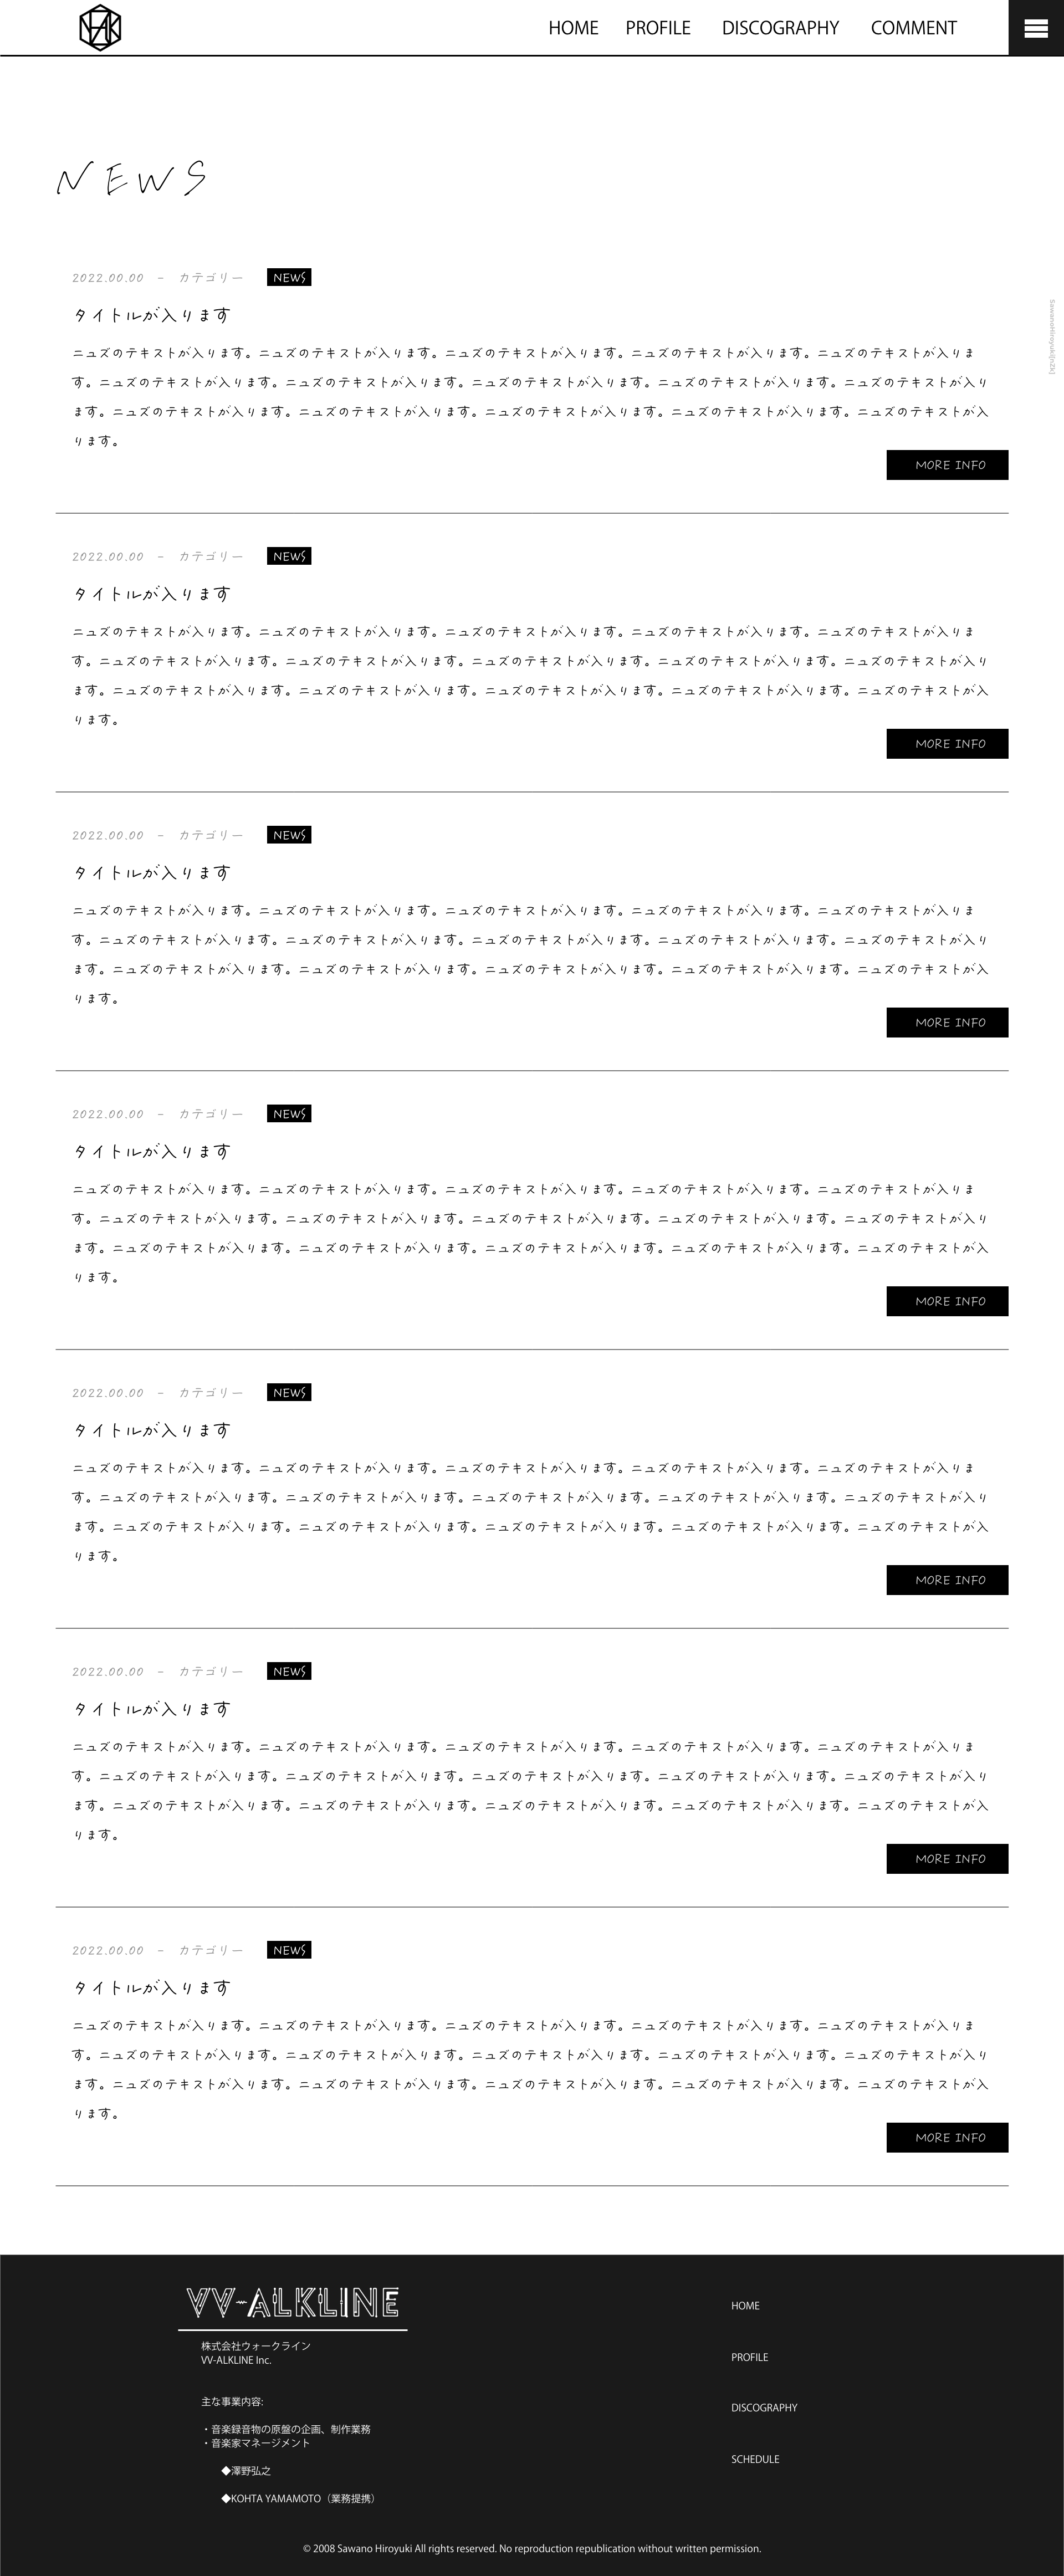 HOME PROFILE DISCOGRAPHY COMMENT
NEWS
2022.00.00 - カテゴリー NEWS
タイトルが入ります
ニュズのテキストが入ります。ニュズのテキストが入ります。ニュズのテキストが入ります。ニュズのテキストが入ります。ニュズのテキストが入りま
す。ニュズのテキストが入ります。ニュズのテキストが入ります。ニュズのテキストが入ります。ニュズのテキストが入ります。ニュズのテキストが入り
ます。ニュズのテキストが入ります。ニュズのテキストが入ります。ニュズのテキストが入ります。ニュズのテキストが入ります。ニュズのテキストが入
ります。
MORE INFO
SawanoHiroyuki[nZk]
2022.00.00 - カテゴリー NEWS
タイトルが入ります
ニュズのテキストが入ります。ニュズのテキストが入ります。ニュズのテキストが入ります。ニュズのテキストが入ります。ニュズのテキストが入りま
す。ニュズのテキストが入ります。ニュズのテキストが入ります。ニュズのテキストが入ります。ニュズのテキストが入ります。ニュズのテキストが入り
ます。ニュズのテキストが入ります。ニュズのテキストが入ります。ニュズのテキストが入ります。ニュズのテキストが入ります。ニュズのテキストが入
ります。
MORE INFO
2022.00.00 - カテゴリー NEWS
タイトルが入ります
ニュズのテキストが入ります。ニュズのテキストが入ります。ニュズのテキストが入ります。ニュズのテキストが入ります。ニュズのテキストが入りま
す。ニュズのテキストが入ります。ニュズのテキストが入ります。ニュズのテキストが入ります。ニュズのテキストが入ります。ニュズのテキストが入り
ます。ニュズのテキストが入ります。ニュズのテキストが入ります。ニュズのテキストが入ります。ニュズのテキストが入ります。ニュズのテキストが入
ります。
MORE INFO
2022.00.00 - カテゴリー NEWS
タイトルが入ります
ニュズのテキストが入ります。ニュズのテキストが入ります。ニュズのテキストが入ります。ニュズのテキストが入ります。ニュズのテキストが入りま
す。ニュズのテキストが入ります。ニュズのテキストが入ります。ニュズのテキストが入ります。ニュズのテキストが入ります。ニュズのテキストが入り
ます。ニュズのテキストが入ります。ニュズのテキストが入ります。ニュズのテキストが入ります。ニュズのテキストが入ります。ニュズのテキストが入
ります。
MORE INFO
2022.00.00 - カテゴリー NEWS
タイトルが入ります
ニュズのテキストが入ります。ニュズのテキストが入ります。ニュズのテキストが入ります。ニュズのテキストが入ります。ニュズのテキストが入りま
す。ニュズのテキストが入ります。ニュズのテキストが入ります。ニュズのテキストが入ります。ニュズのテキストが入ります。ニュズのテキストが入り
ます。ニュズのテキストが入ります。ニュズのテキストが入ります。ニュズのテキストが入ります。ニュズのテキストが入ります。ニュズのテキストが入
ります。
MORE INFO
2022.00.00 - カテゴリー NEWS
タイトルが入ります
ニュズのテキストが入ります。ニュズのテキストが入ります。ニュズのテキストが入ります。ニュズのテキストが入ります。ニュズのテキストが入りま
す。ニュズのテキストが入ります。ニュズのテキストが入ります。ニュズのテキストが入ります。ニュズのテキストが入ります。ニュズのテキストが入り
ます。ニュズのテキストが入ります。ニュズのテキストが入ります。ニュズのテキストが入ります。ニュズのテキストが入ります。ニュズのテキストが入
ります。
MORE INFO
2022.00.00 - カテゴリー NEWS
タイトルが入ります
ニュズのテキストが入ります。ニュズのテキストが入ります。ニュズのテキストが入ります。ニュズのテキストが入ります。ニュズのテキストが入りま
す。ニュズのテキストが入ります。ニュズのテキストが入ります。ニュズのテキストが入ります。ニュズのテキストが入ります。ニュズのテキストが入り
ます。ニュズのテキストが入ります。ニュズのテキストが入ります。ニュズのテキストが入ります。ニュズのテキストが入ります。ニュズのテキストが入
ります。
MORE INFO
VV-ALKLINE
株式会社ウォークライン
VV-ALKLINE Inc.
主な事業内容:
・音楽録音物の原盤の企画、制作業務
・音楽家マネージメント
◆澤野弘之
◆KOHTA YAMAMOTO（業務提携）
HOME
PROFILE
DISCOGRAPHY
SCHEDULE
© 2008 Sawano Hiroyuki All rights reserved. No reproduction republication without written permission.